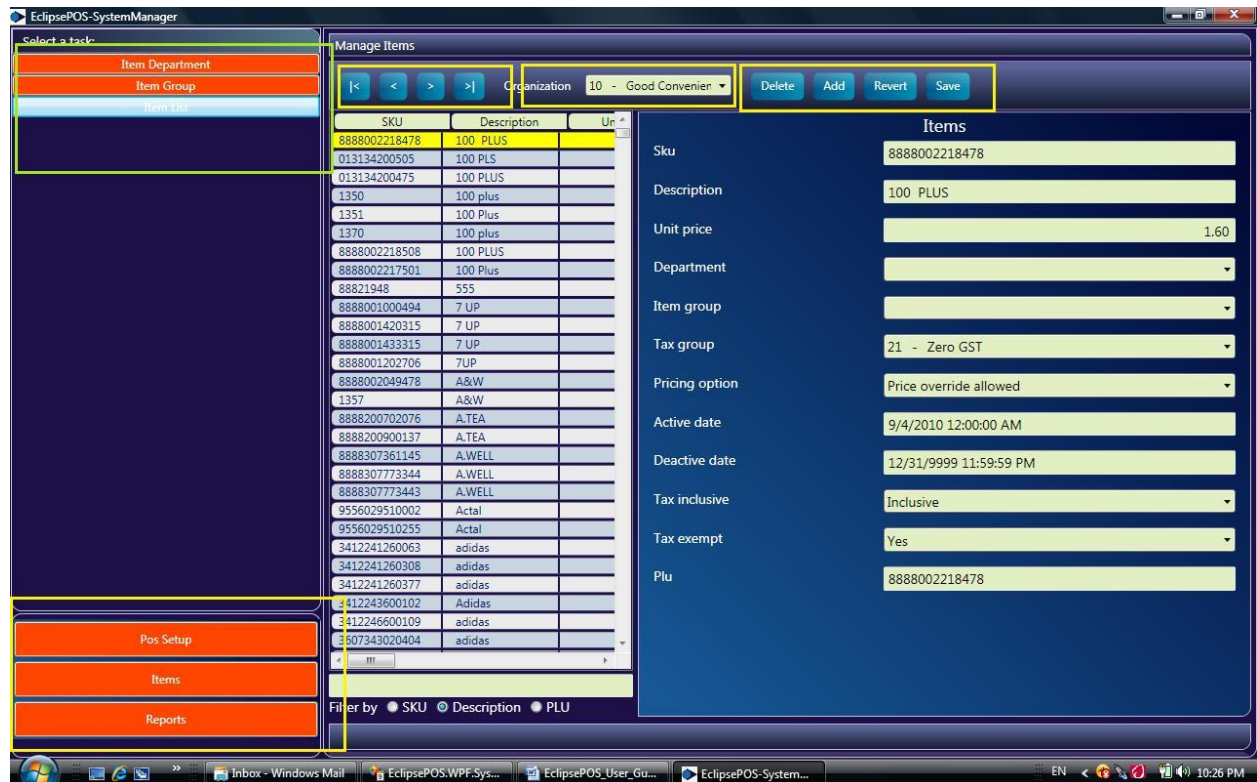 EclipsePOS-SystemManager
Select a task:
Item Department
Item Group
Item List
Pos Setup
Items
Reports
Manage Items
|< < > >| Organization 10 - Good Convenien Delete Add Revert Save
SKU Description Un
8888002218478 100 PLUS
013134200505 100 PLS
013134200475 100 PLUS
1350 100 plus
1351 100 Plus
1370 100 plus
8888002218508 100 PLUS
8888002217501 100 Plus
88821948 555
8888001000494 7 UP
8888001420315 7 UP
8888001433315 7 UP
8888001202706 7UP
8888002049478 A&W
1357 A&W
8888200702076 A.TEA
8888200900137 A.TEA
8888307361145 A.WELL
8888307773344 A.WELL
8888307773443 A.WELL
9556029510002 Actal
9556029510255 Actal
3412241260063 adidas
3412241260308 adidas
3412241260377 adidas
3412243600102 Adidas
3412246600109 adidas
3607343020404 adidas
Filter by SKU Description PLU
Items
Sku 8888002218478
Description 100 PLUS
Unit price 1.60
Department
Item group
Tax group 21 - Zero GST
Pricing option Price override allowed
Active date 9/4/2010 12:00:00 AM
Deactive date 12/31/9999 11:59:59 PM
Tax inclusive Inclusive
Tax exempt Yes
Plu 8888002218478
Inbox - Windows Mail EclipsePOS.WPF.Sys... EclipsePOS_User_Gu... EclipsePOS-System... EN 10:26 PM